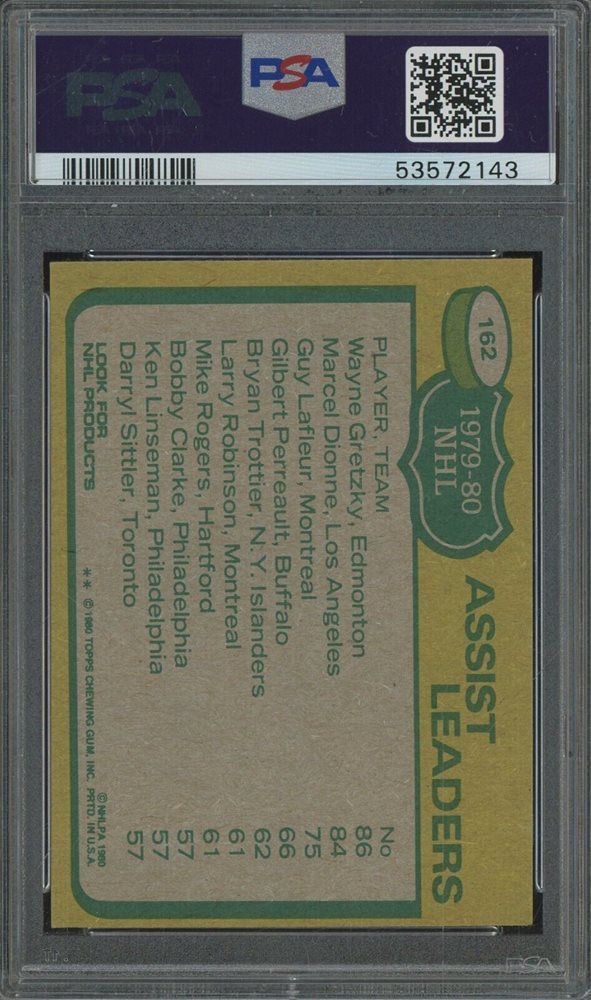 PSA
PSA
53572143
162
1979-80
NHL
ASSIST
LEADERS
PLAYER, TEAM No
Wayne Gretzky, Edmonton 86
Marcel Dionne, Los Angeles 84
Guy Lafleur, Montreal 75
Gilbert Perreault, Buffalo 66
Bryan Trottier, N.Y. Islanders 62
Larry Robinson, Montreal 61
Mike Rogers, Hartford 61
Bobby Clarke, Philadelphia 57
Ken Linseman, Philadelphia 57
Darryl Sittler, Toronto 57
LOOK FOR
NHL PRODUCTS
© NHLPA 1980
** © 1980 TOPPS CHEWING GUM, INC. PRTD. IN U.S.A.
PSA